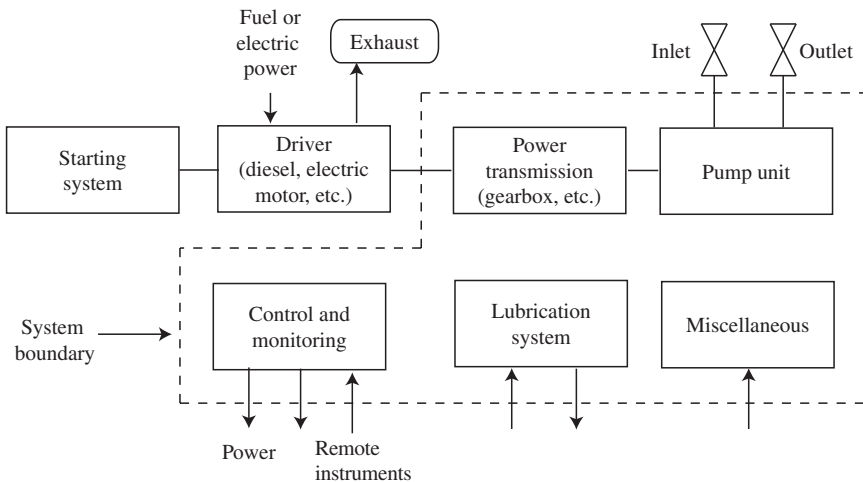 Fuel or
electric
power
Exhaust
Inlet
Outlet
Starting
system
Driver
(diesel, electric
motor, etc.)
Power
transmission
(gearbox, etc.)
Pump unit
System
boundary
Control and
monitoring
Lubrication
system
Miscellaneous
Power
Remote
instruments